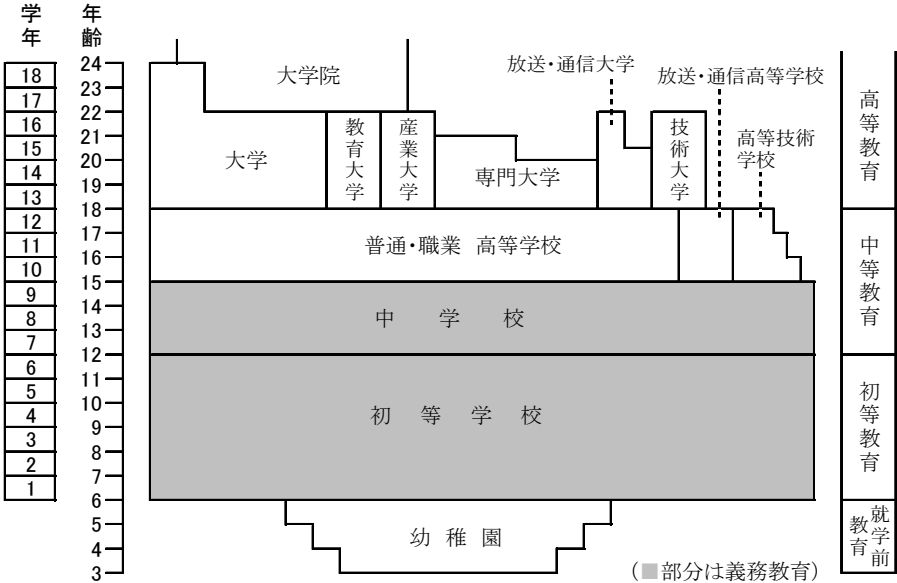 学年
年齢
18
17
16
15
14
13
12
11
10
9
8
7
6
5
4
3
2
1
24
23
22
21
20
19
18
17
16
15
14
13
12
11
10
9
8
7
6
5
4
3
大学院
放送・通信大学
放送・通信高等学校
高等技術
学校
大学
教育大学
産業大学
専門大学
技術大学
普通・職業 高等学校
中 学 校
初 等 学 校
幼 稚 園
高等教育
中等教育
初等教育
就学前
教育
(■部分は義務教育)